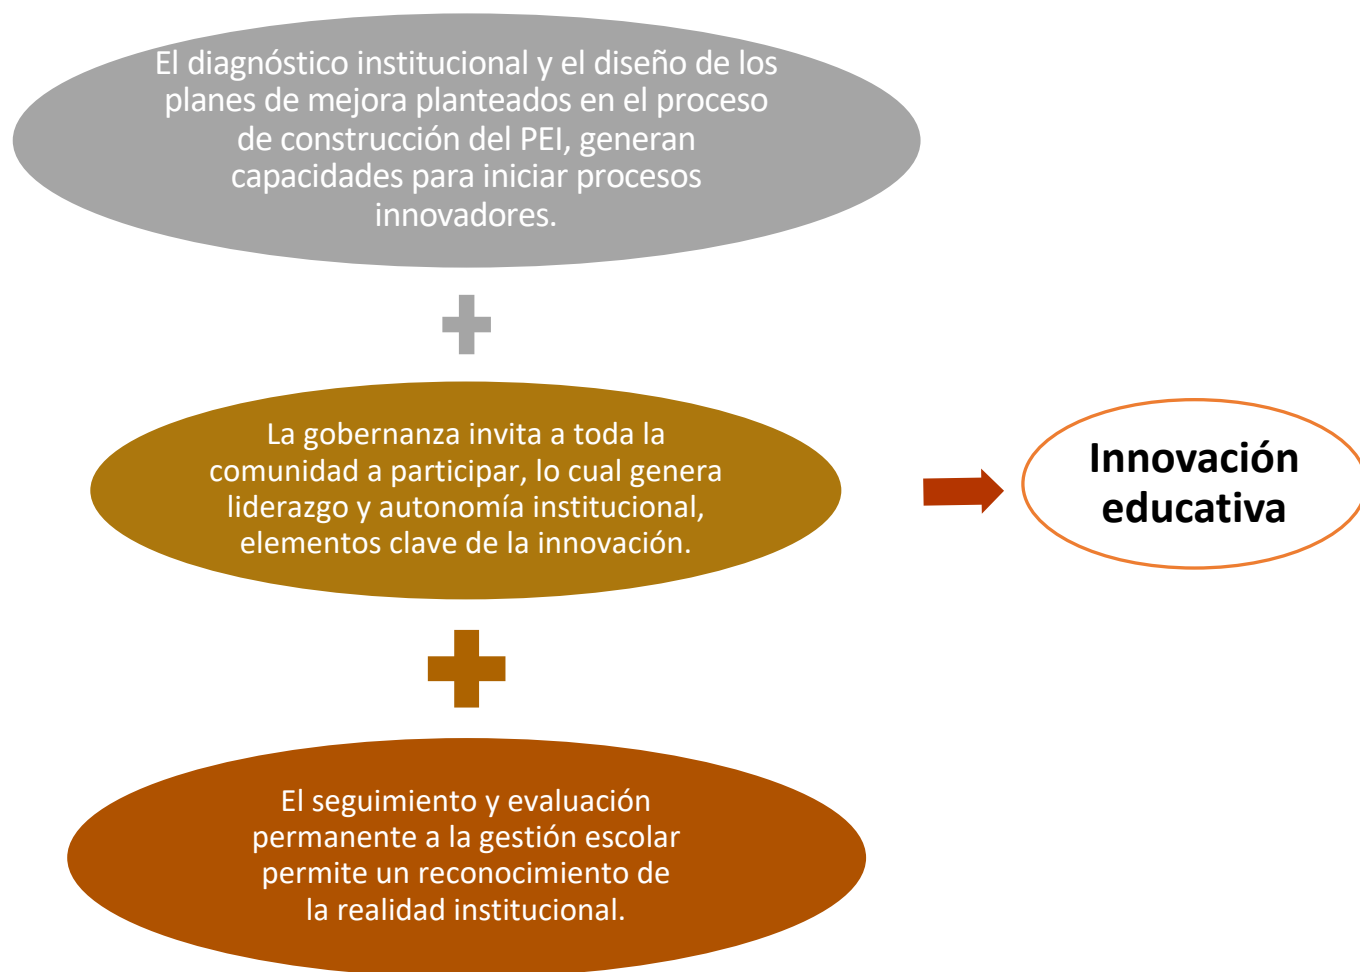 El diagnóstico institucional y el diseño de los
planes de mejora planteados en el proceso
de construcción del PEI, generan
capacidades para iniciar procesos
innovadores.
La gobernanza invita a toda la
comunidad a participar, lo cual genera
liderazgo y autonomía institucional,
elementos clave de la innovación.
Innovación
educativa
El seguimiento y evaluación
permanente a la gestión escolar
permite un reconocimiento de
la realidad institucional.